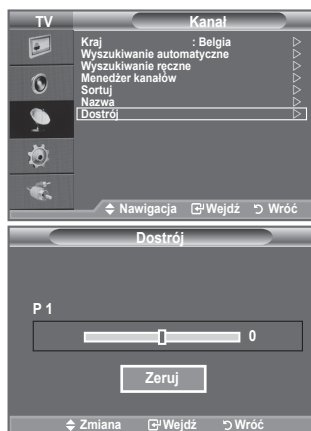 TV Kanał
Kraj : Belgia
Wyszukiwanie automatyczne
Wyszukiwanie ręczne
Menedżer kanałów
Sortuj
Nazwa
Dostrój
Nawigacja Wejdź Wróć
Dostrój
P 1
0
Zeruj
Zmiana Wejdź Wróć